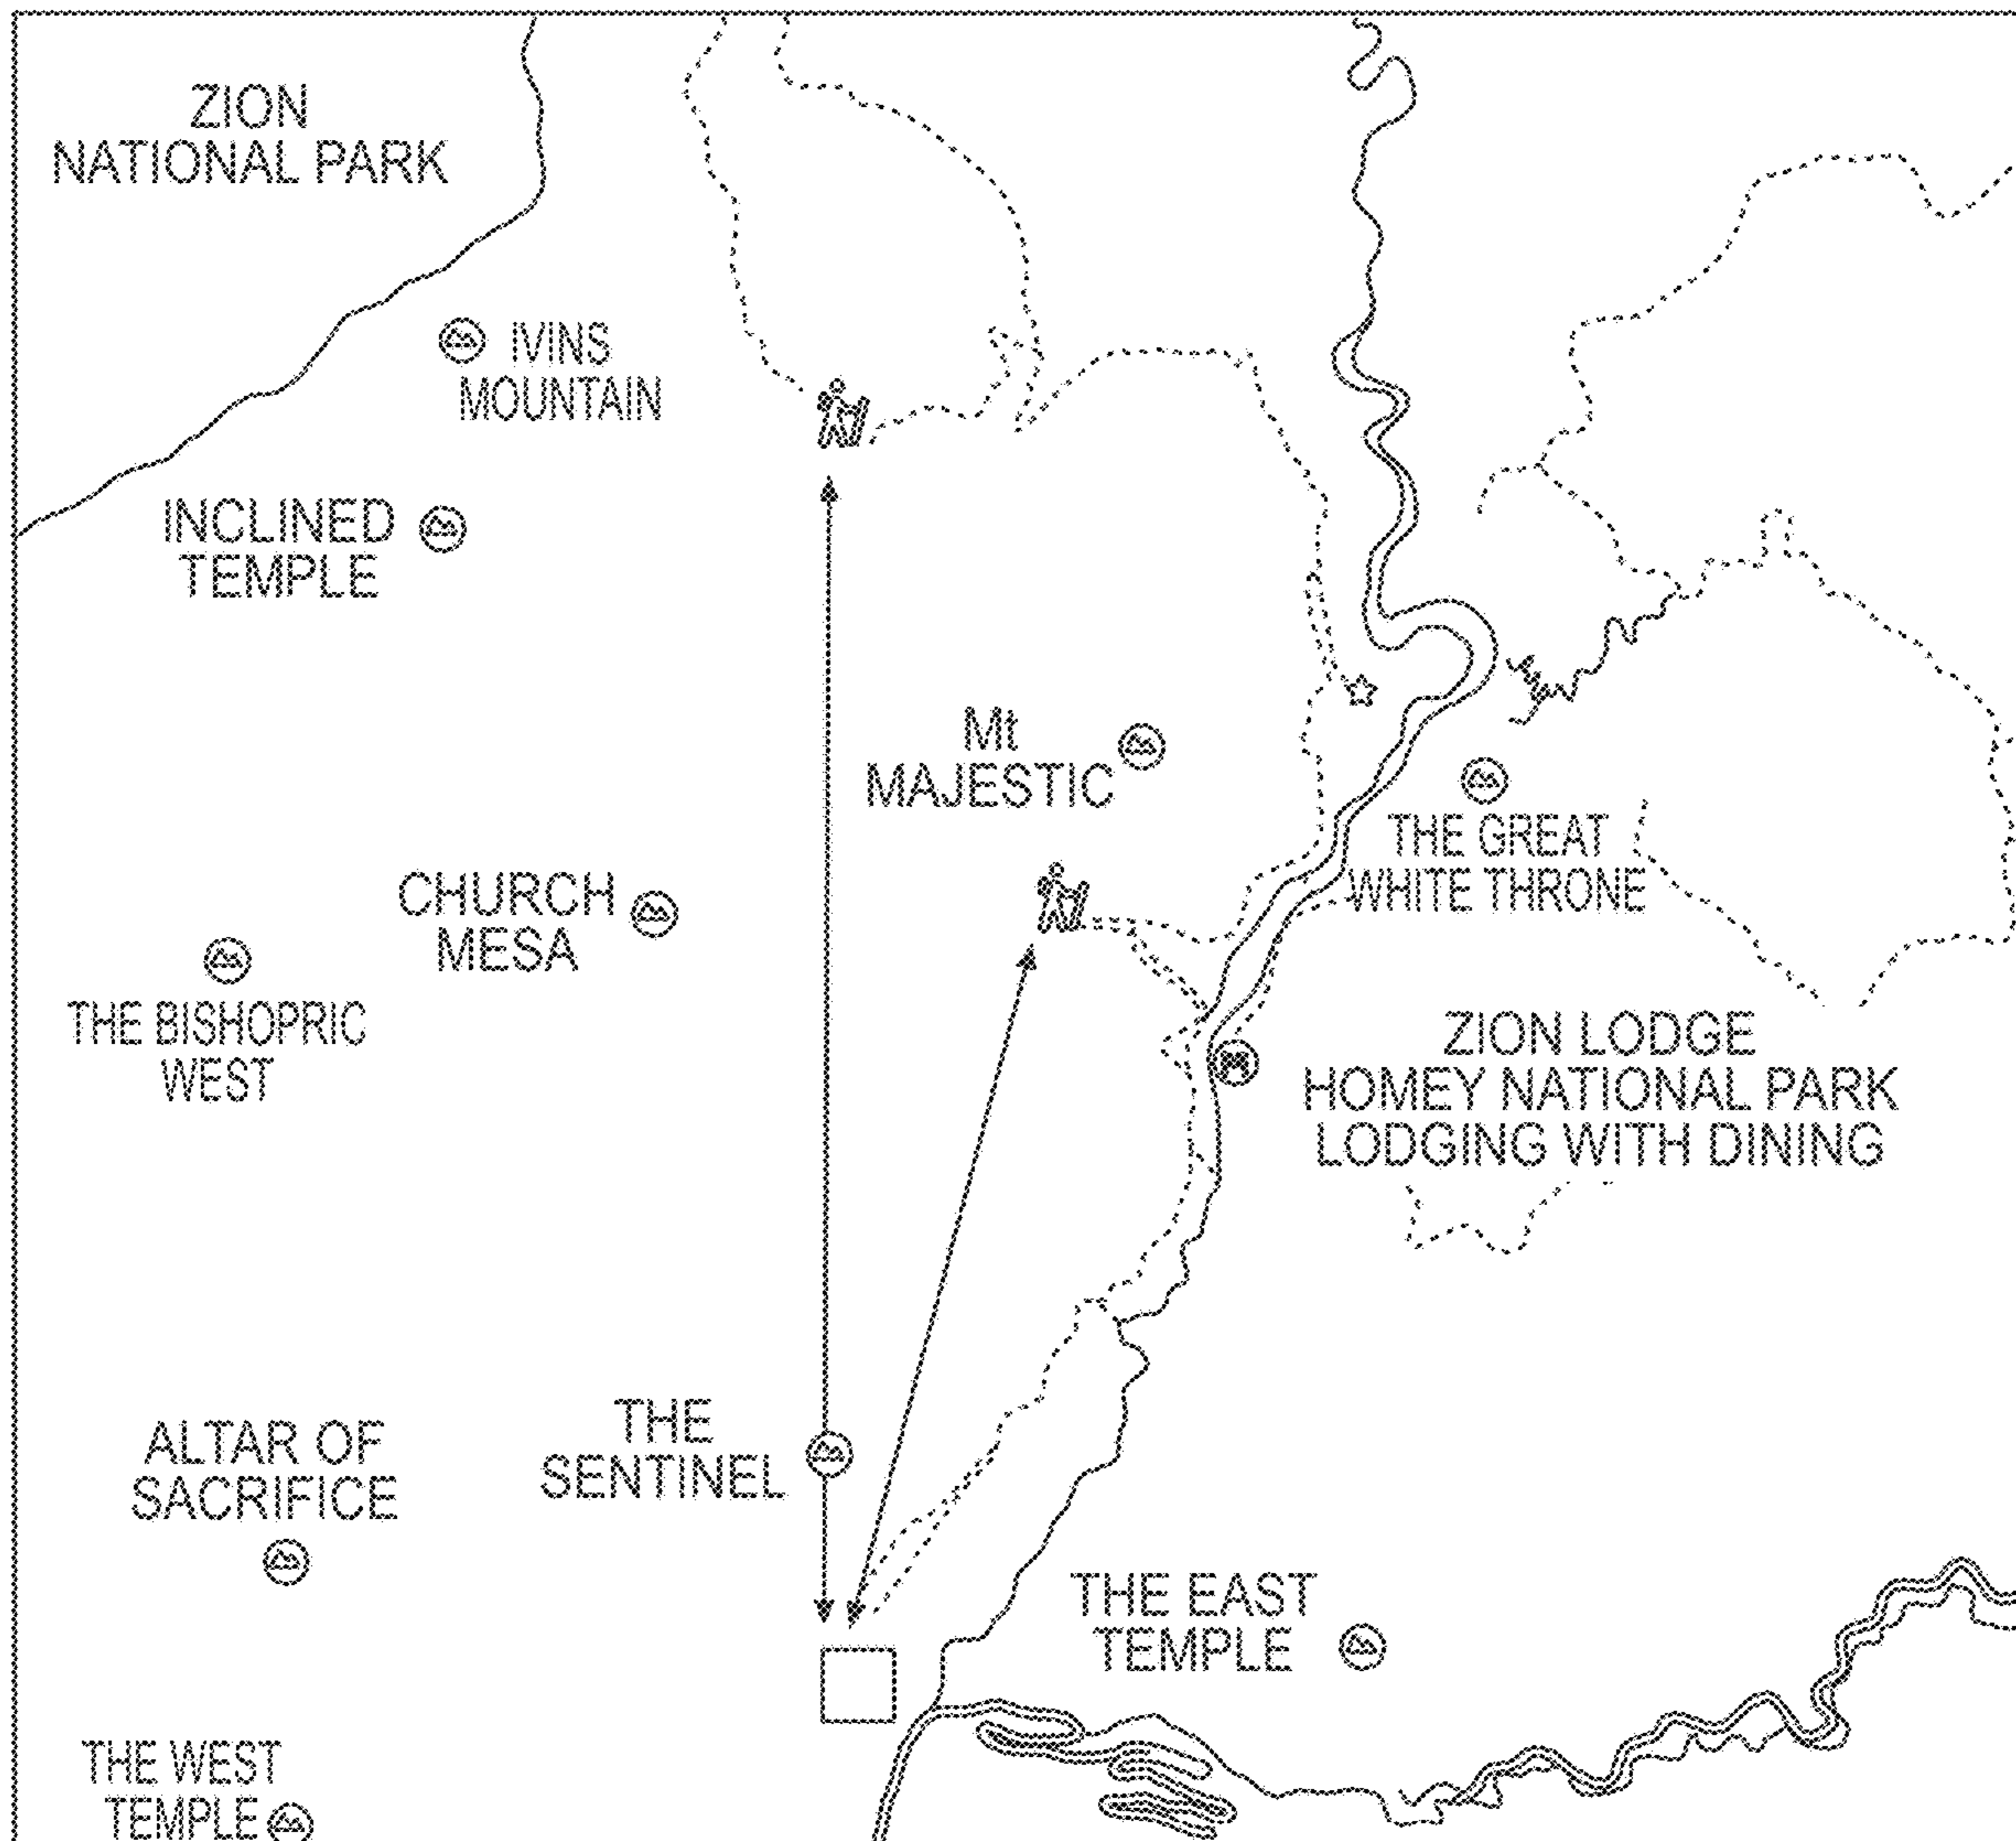 ZION
NATIONAL PARK
IVINS
MOUNTAIN
INCLINED
TEMPLE
Mt
MAJESTIC
THE GREAT
WHITE THRONE
CHURCH
MESA
THE BISHOPRIC
WEST
ZION LODGE
HOMEY NATIONAL PARK
LODGING WITH DINING
THE
SENTINEL
ALTAR OF
SACRIFICE
THE EAST
TEMPLE
THE WEST
TEMPLE